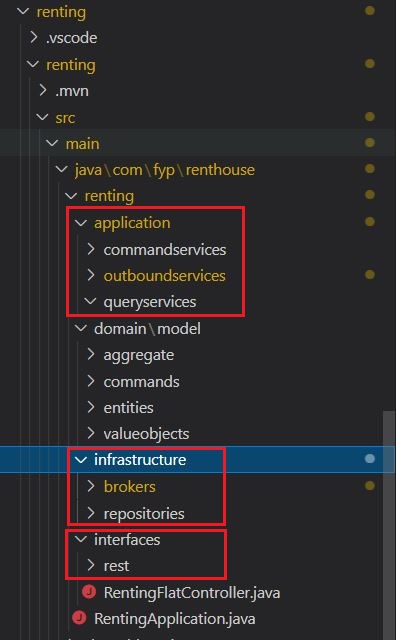 renting
.vscode
renting
.mvn
src
main
java\com\fyp\renthouse
renting
application
commandservices
outboundservices
queryservices
domain\model
aggregate
commands
entities
valueobjects
infrastructure
brokers
repositories
interfaces
rest
RentingFlatController.java
RentingApplication.java